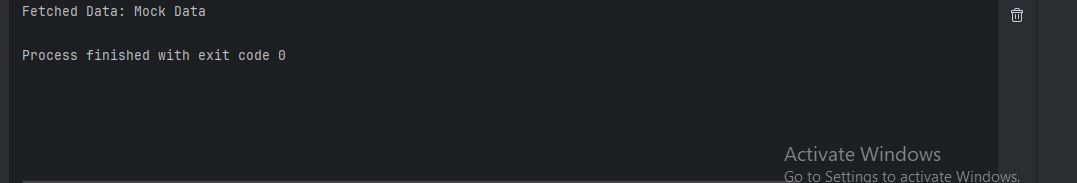 Fetched Data: Mock Data
Process finished with exit code 0
Activate Windows
Go to Settings to activate Windows.